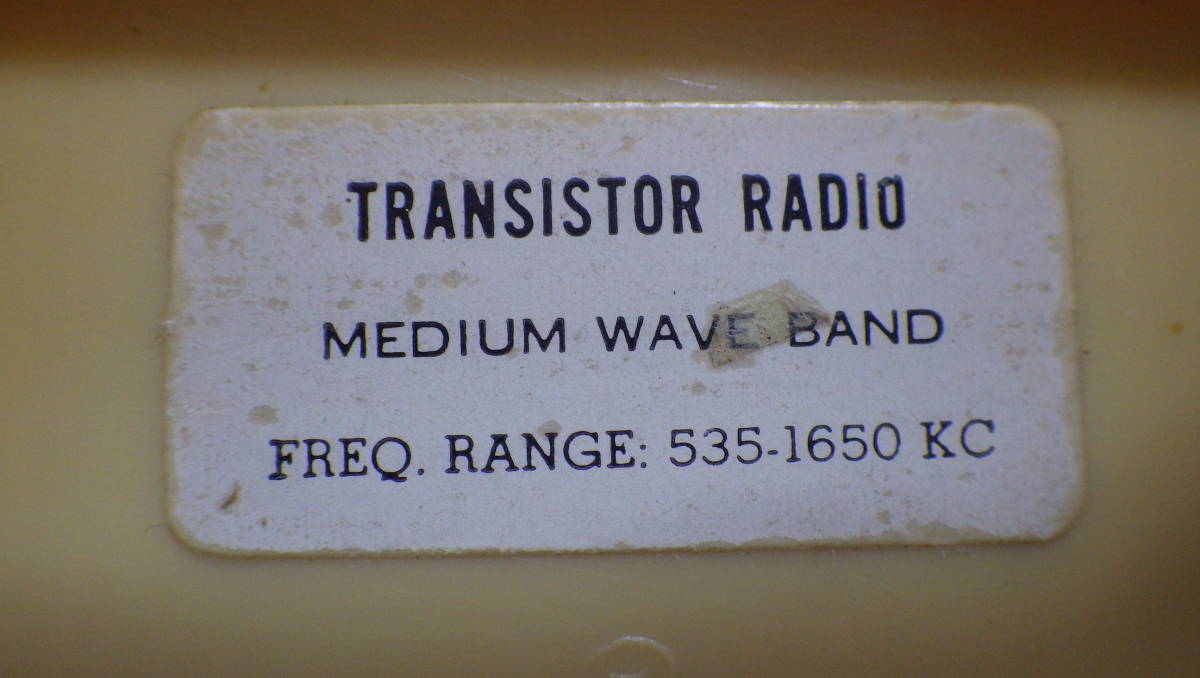 TRANSISTOR RADIO
MEDIUM WAVE BAND
FREQ. RANGE: 535-1650 KC